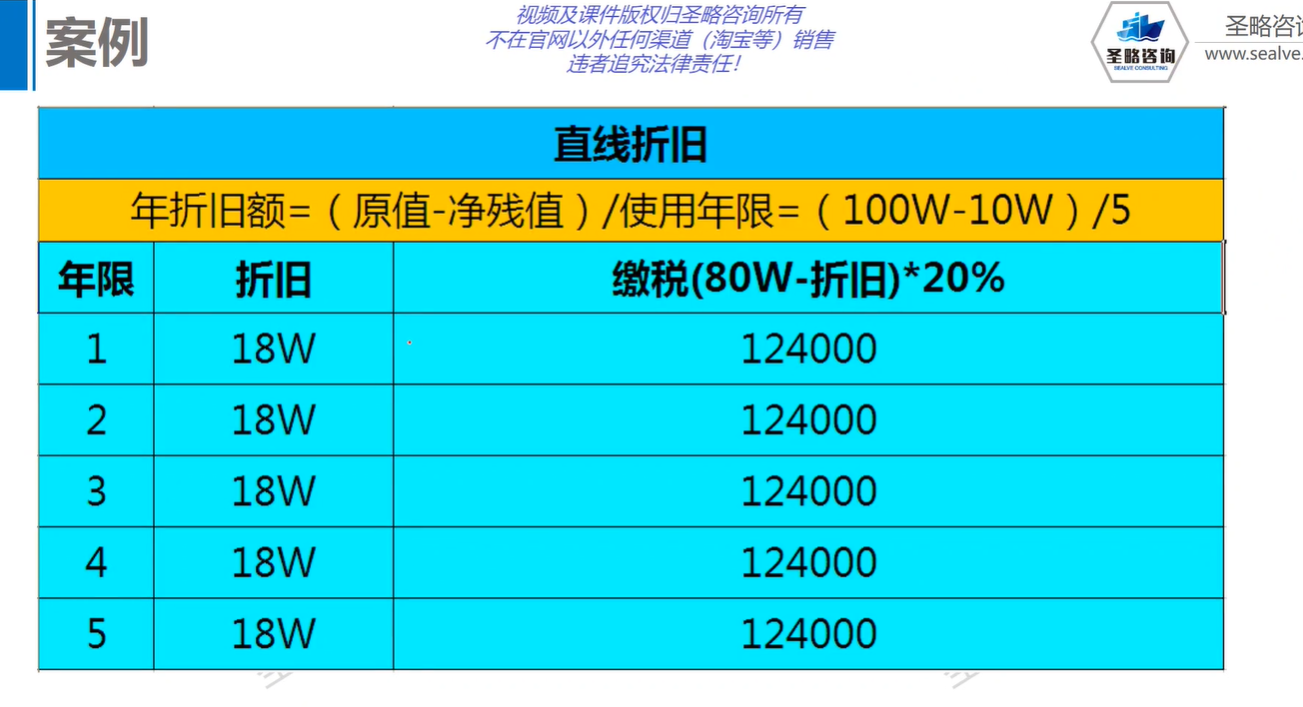 案例
视频及课件版权归圣略咨询所有
不在官网以外任何渠道（淘宝等）销售
违者追究法律责任！
圣略咨询
SEALVE CONSULTING
圣略咨
www.sealve.
直线折旧
年折旧额=（原值-净残值）/使用年限=（100W-10W）/5
年限 折旧 缴税(80W-折旧)*20%
1 18W 124000
2 18W 124000
3 18W 124000
4 18W 124000
5 18W 124000